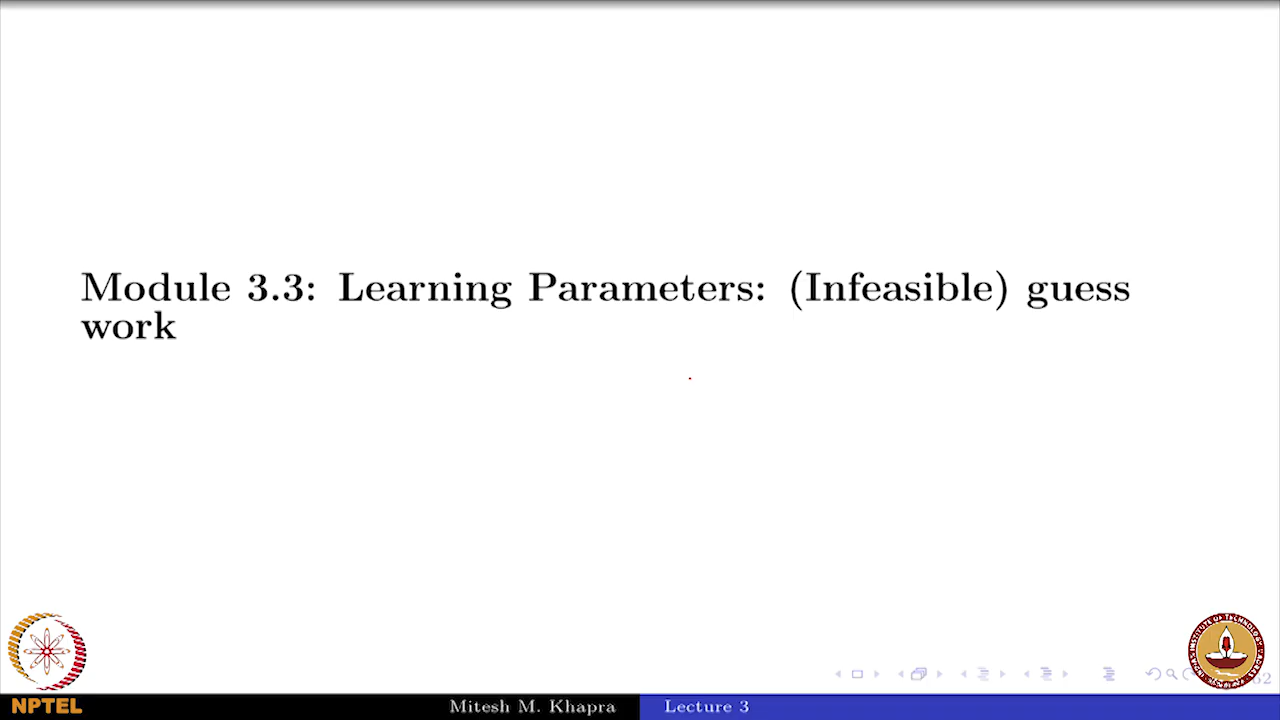 Module 3.3: Learning Parameters: (Infeasible) guess
work
NPTEL
Mitesh M. Khapra
Lecture 3